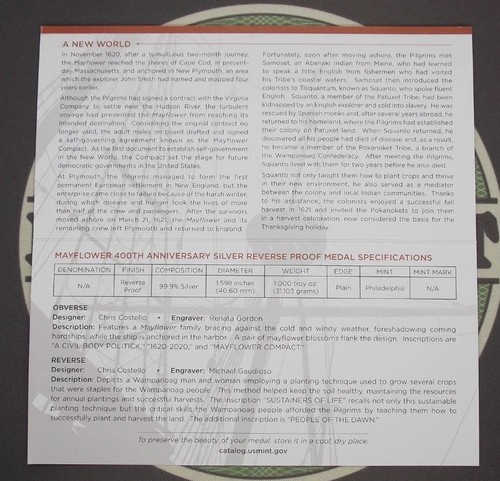 A NEW WORLD
In November 1620, after a tumultuous two-month journey,
the Mayflower reached the shores of Cape Cod, in present-
day Massachusetts, and anchored in New Plymouth, an area
which the explorer John Smith had named and mapped four
years earlier.
Although the Pilgrims had signed a contract with the Virginia
Company to settle near the Hudson River, the turbulent
voyage had prevented the Mayflower from reaching its
intended destination. Considering the original contract no
longer valid, the adult males on board drafted and signed
a self-governing agreement known as the Mayflower
Compact. As the first document to establish self-government
in the New World, the Compact set the stage for future
democratic governments in the United States.
At Plymouth, the Pilgrims managed to form the first
permanent European settlement in New England, but the
enterprise came close to failure because of the harsh winter,
during which disease and hunger took the lives of more
than half of the crew and passengers. After the survivors
moved ashore on March 21, 1621, the Mayflower and its
remaining crew left Plymouth and returned to England.
Fortunately, soon after moving ashore, the Pilgrims met
Samoset, an Abenaki Indian from Maine, who had learned
to speak a little English from fishermen who had visited
his Tribe's coastal waters. Samoset then introduced the
colonists to Tisquantum, known as Squanto, who spoke fluent
English. Squanto, a member of the Patuxet Tribe, had been
kidnapped by an English explorer and sold into slavery. He was
rescued by Spanish monks and, after several years abroad, he
returned to his homeland, where the Pilgrims had established
their colony on Patuxet land. When Squanto returned, he
discovered all his people had died of disease and, as a result,
he became a member of the Pokanoket Tribe, a branch of
the Wampanoag Confederacy. After meeting the Pilgrims,
Squanto lived with them for two years before he also died.
Squanto not only taught them how to plant crops and thrive
in their new environment, he also served as a mediator
between the colony and local Indian communities. Thanks
to his assistance, the colonists enjoyed a successful fall
harvest in 1621 and invited the Pokanokets to join them
in a harvest celebration, now considered the basis for the
Thanksgiving holiday.
MAYFLOWER 400TH ANNIVERSARY SILVER REVERSE PROOF MEDAL SPECIFICATIONS
DENOMINATION FINISH COMPOSITION DIAMETER WEIGHT EDGE MINT MINT MARK
N/A Reverse Proof 99.9% Silver 1.598 inches (40.60 mm) 1.000 troy oz (31.103 grams) Plain Philadelphia N/A
OBVERSE
Designer: Chris Costello • Engraver: Renata Gordon
Description: Features a Mayflower family bracing against the cold and windy weather, foreshadowing coming
hardships, while the ship is anchored in the harbor. A pair of mayflower blossoms flank the design. Inscriptions are
"A CIVIL BODY POLITICK," "1620-2020," and "MAYFLOWER COMPACT."
REVERSE
Designer: Chris Costello • Engraver: Michael Gaudioso
Description: Depicts a Wampanoag man and woman employing a planting technique used to grow several crops
that were staples for the Wampanoag people. This method helped keep the soil healthy, maintaining the resources
for annual plantings and successful harvests. The inscription "SUSTAINERS OF LIFE" recalls not only this sustainable
planting technique but the critical skills the Wampanoag people afforded the Pilgrims by teaching them how to
successfully plant and harvest the land. The additional inscription is "PEOPLE OF THE DAWN."
To preserve the beauty of your medal, store it in a cool, dry place.
catalog.usmint.gov